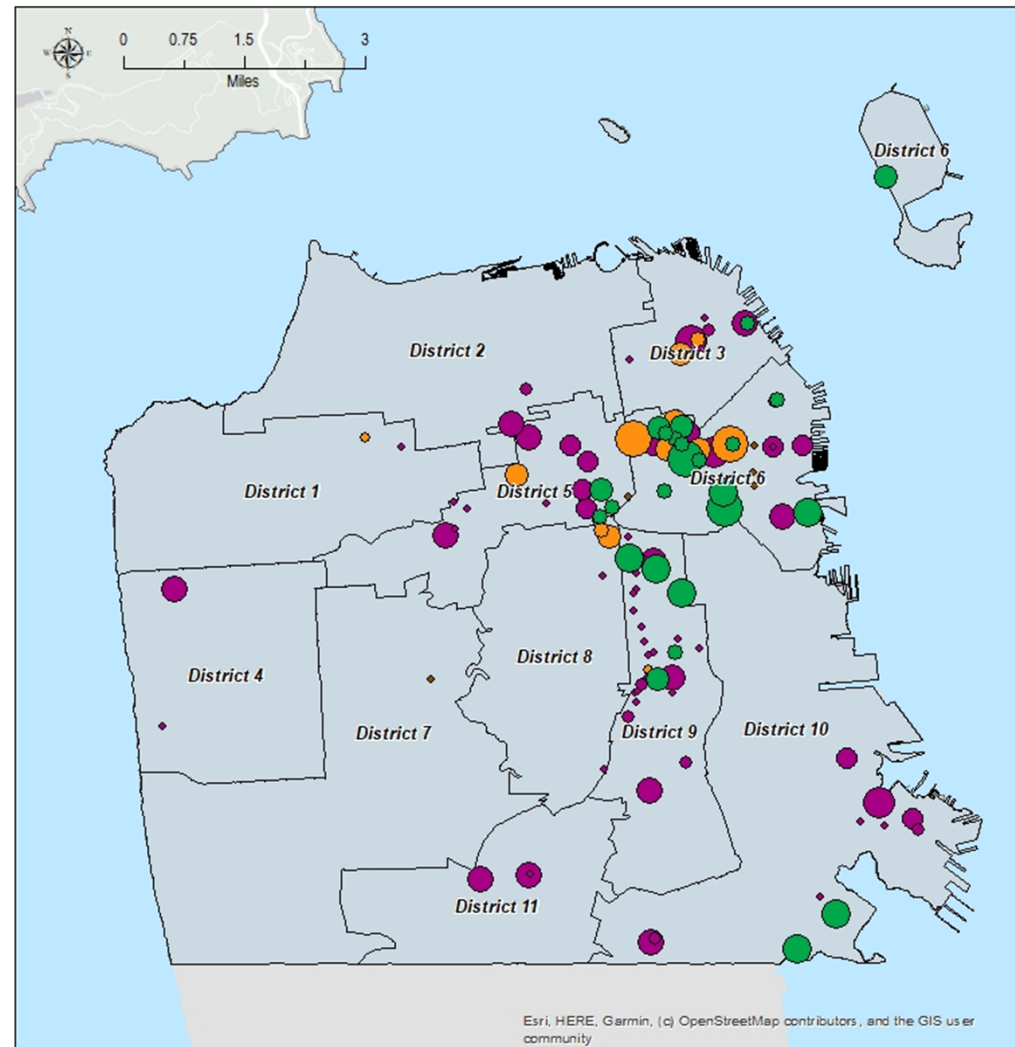 N
W E
S
0 0.75 1.5 3
Miles
District 6
District 2
District 3
District 1
District 5
District 6
District 4
District 8
District 7
District 9
District 10
District 11
Esri, HERE, Garmin, (c) OpenStreetMap contributors, and the GIS user
community